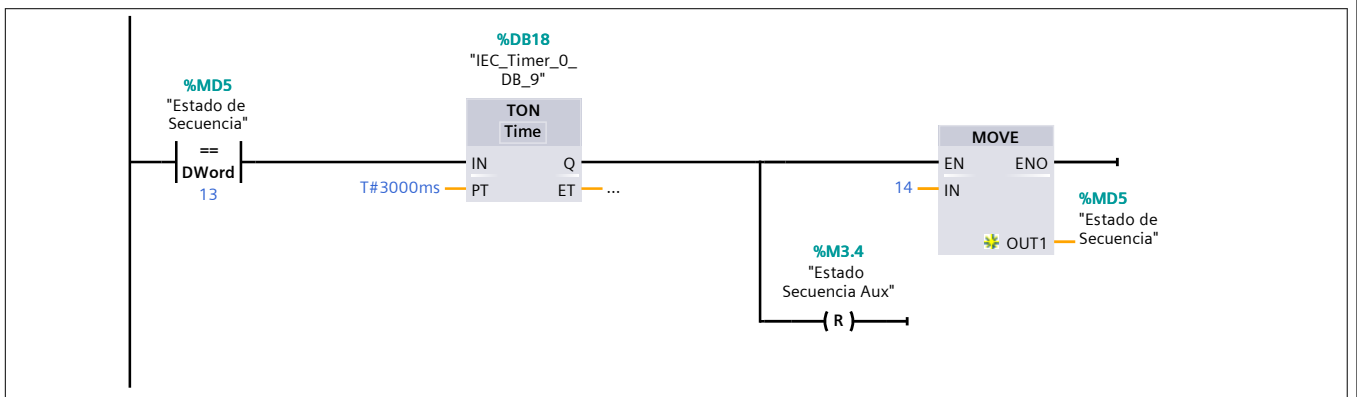 %DB18
"IEC_Timer_0_
DB_9"
%MD5
"Estado de
Secuencia"
==
DWord
13
TON
Time
IN
Q
T#3000ms
PT
ET
...
MOVE
EN
ENO
14
IN
OUT1
%MD5
"Estado de
Secuencia"
%M3.4
"Estado
Secuencia Aux"
R